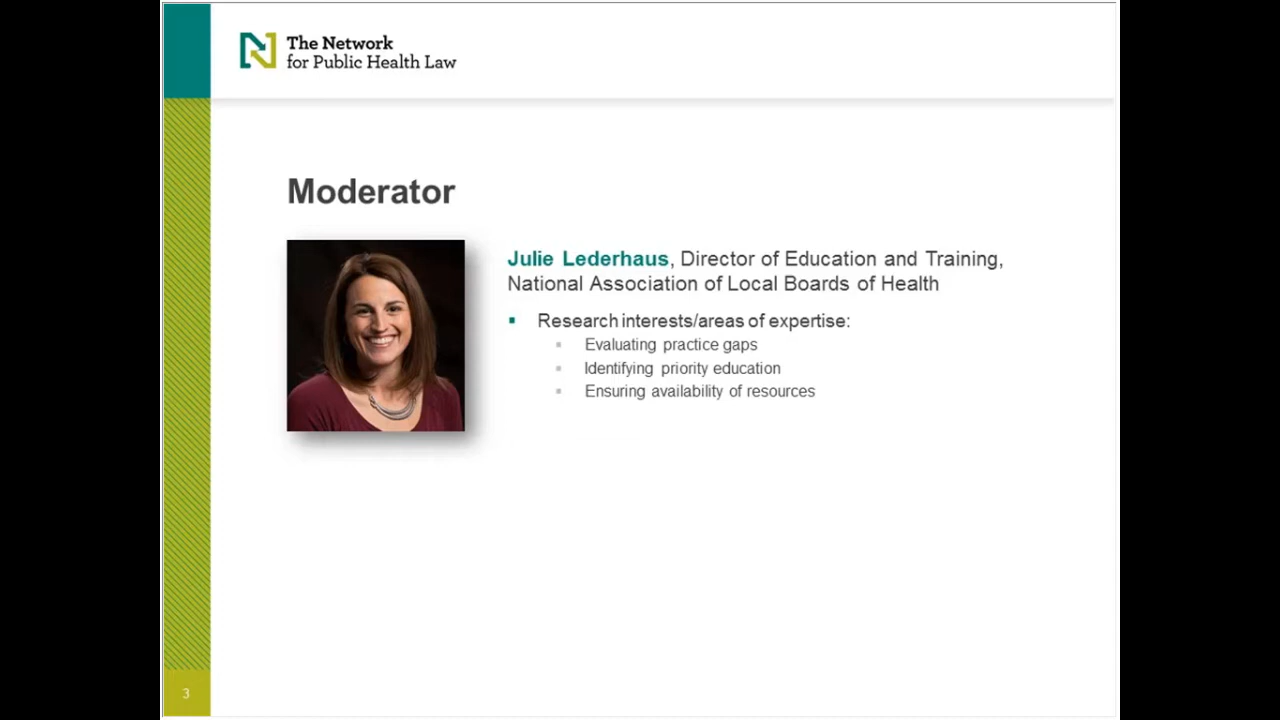 The Network
for Public Health Law
Moderator
Julie Lederhaus, Director of Education and Training,
National Association of Local Boards of Health
Research interests/areas of expertise:
Evaluating practice gaps
Identifying priority education
Ensuring availability of resources
3